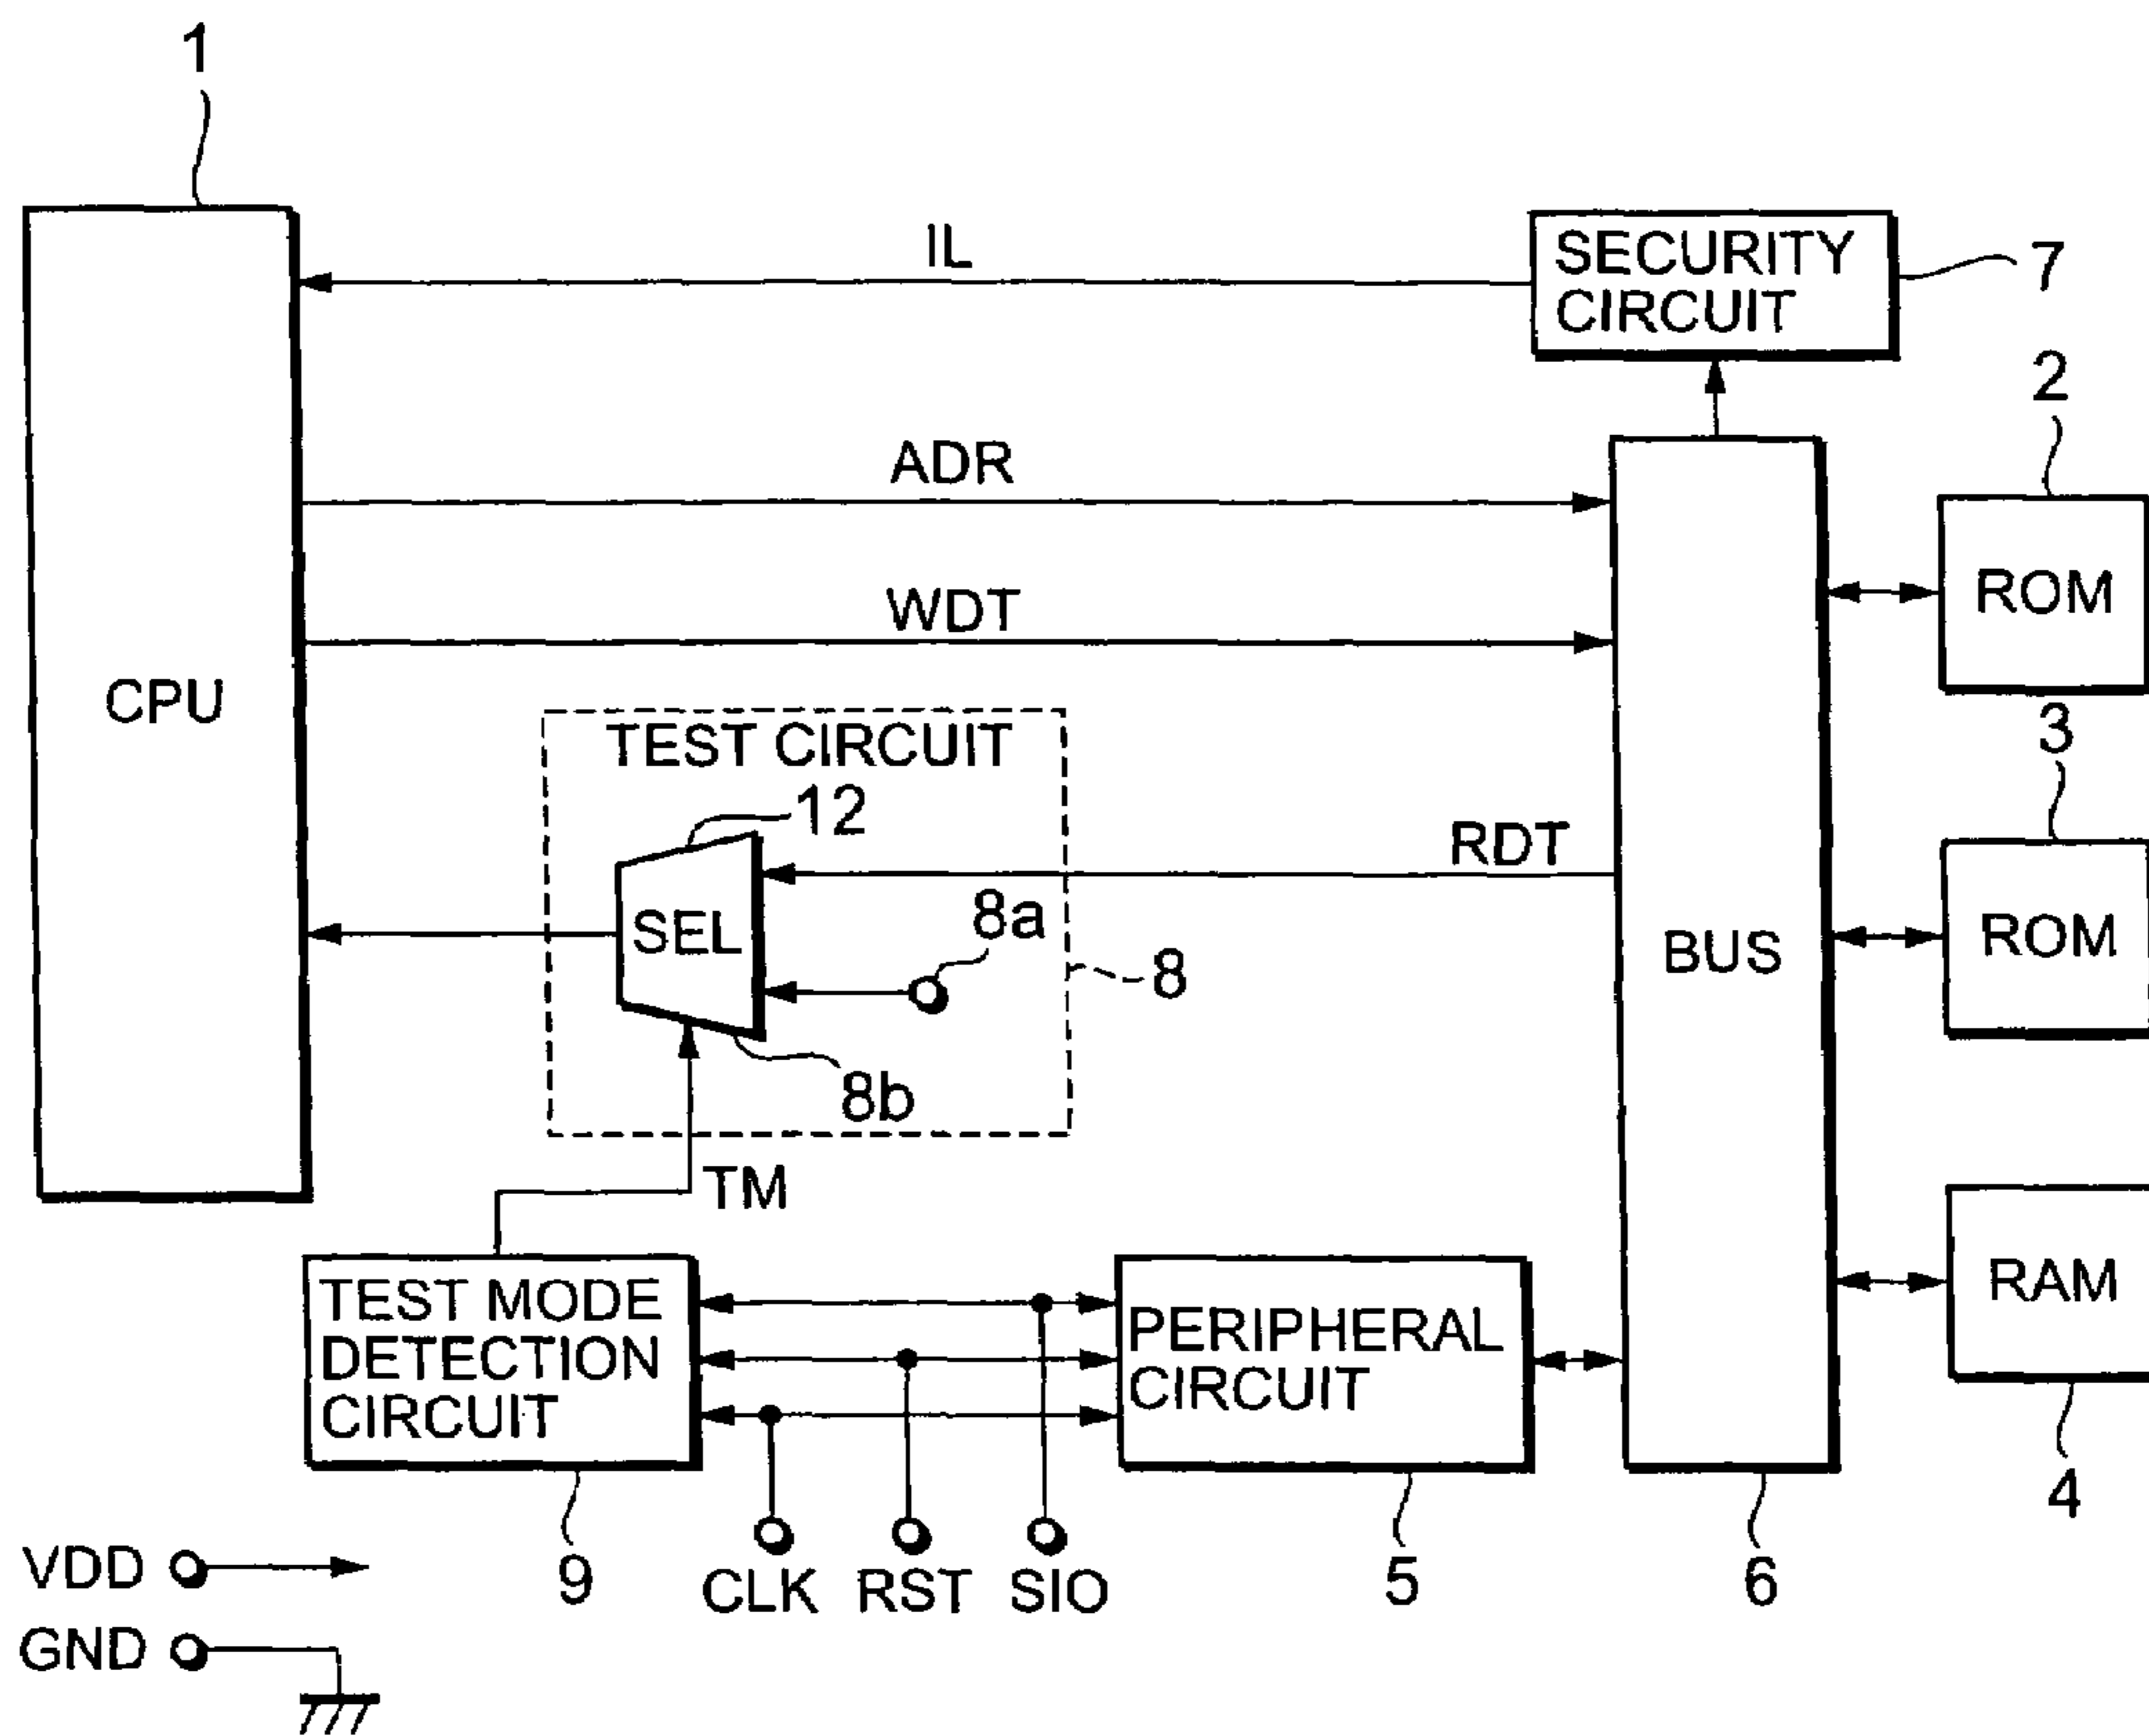 1
IL
SECURITY
CIRCUIT
7
2
ADR
ROM
WDT
CPU
TEST CIRCUIT
3
12
RDT
SEL
8a
8
BUS
ROM
8b
TM
RAM
TEST MODE
DETECTION
CIRCUIT
PERIPHERAL
CIRCUIT
4
VDD
9
CLK
RST
SIO
5
6
GND